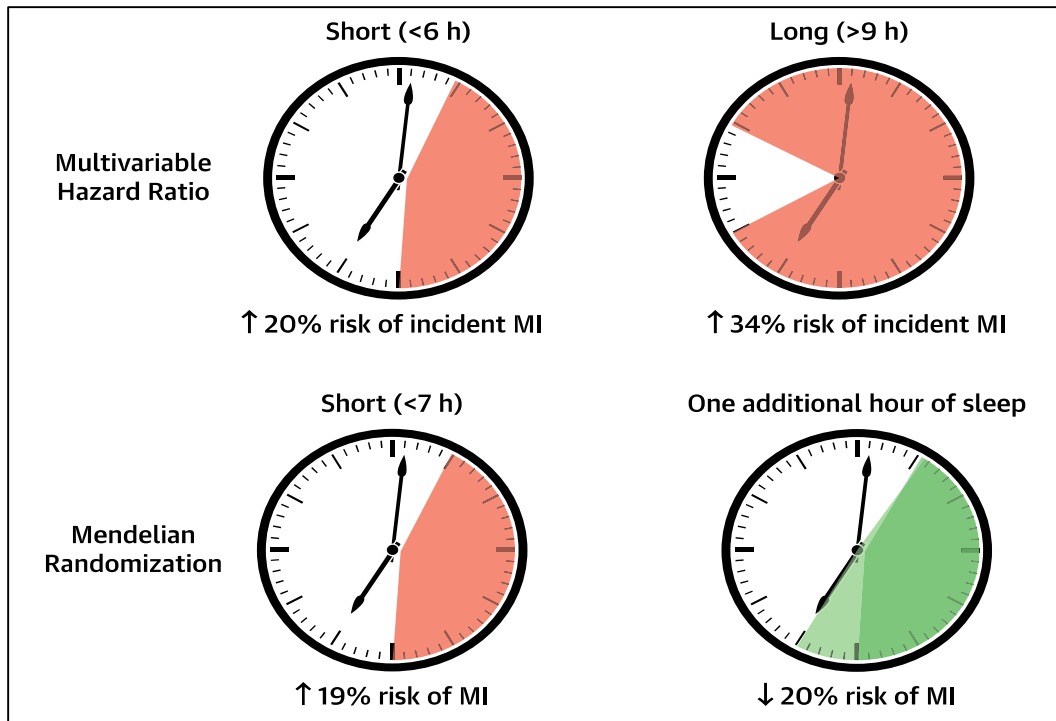 Short (<6 h)
Long (>9 h)
Multivariable
Hazard Ratio
↑ 20% risk of incident MI
↑ 34% risk of incident MI
Short (<7 h)
One additional hour of sleep
Mendelian
Randomization
↑ 19% risk of MI
↓ 20% risk of MI